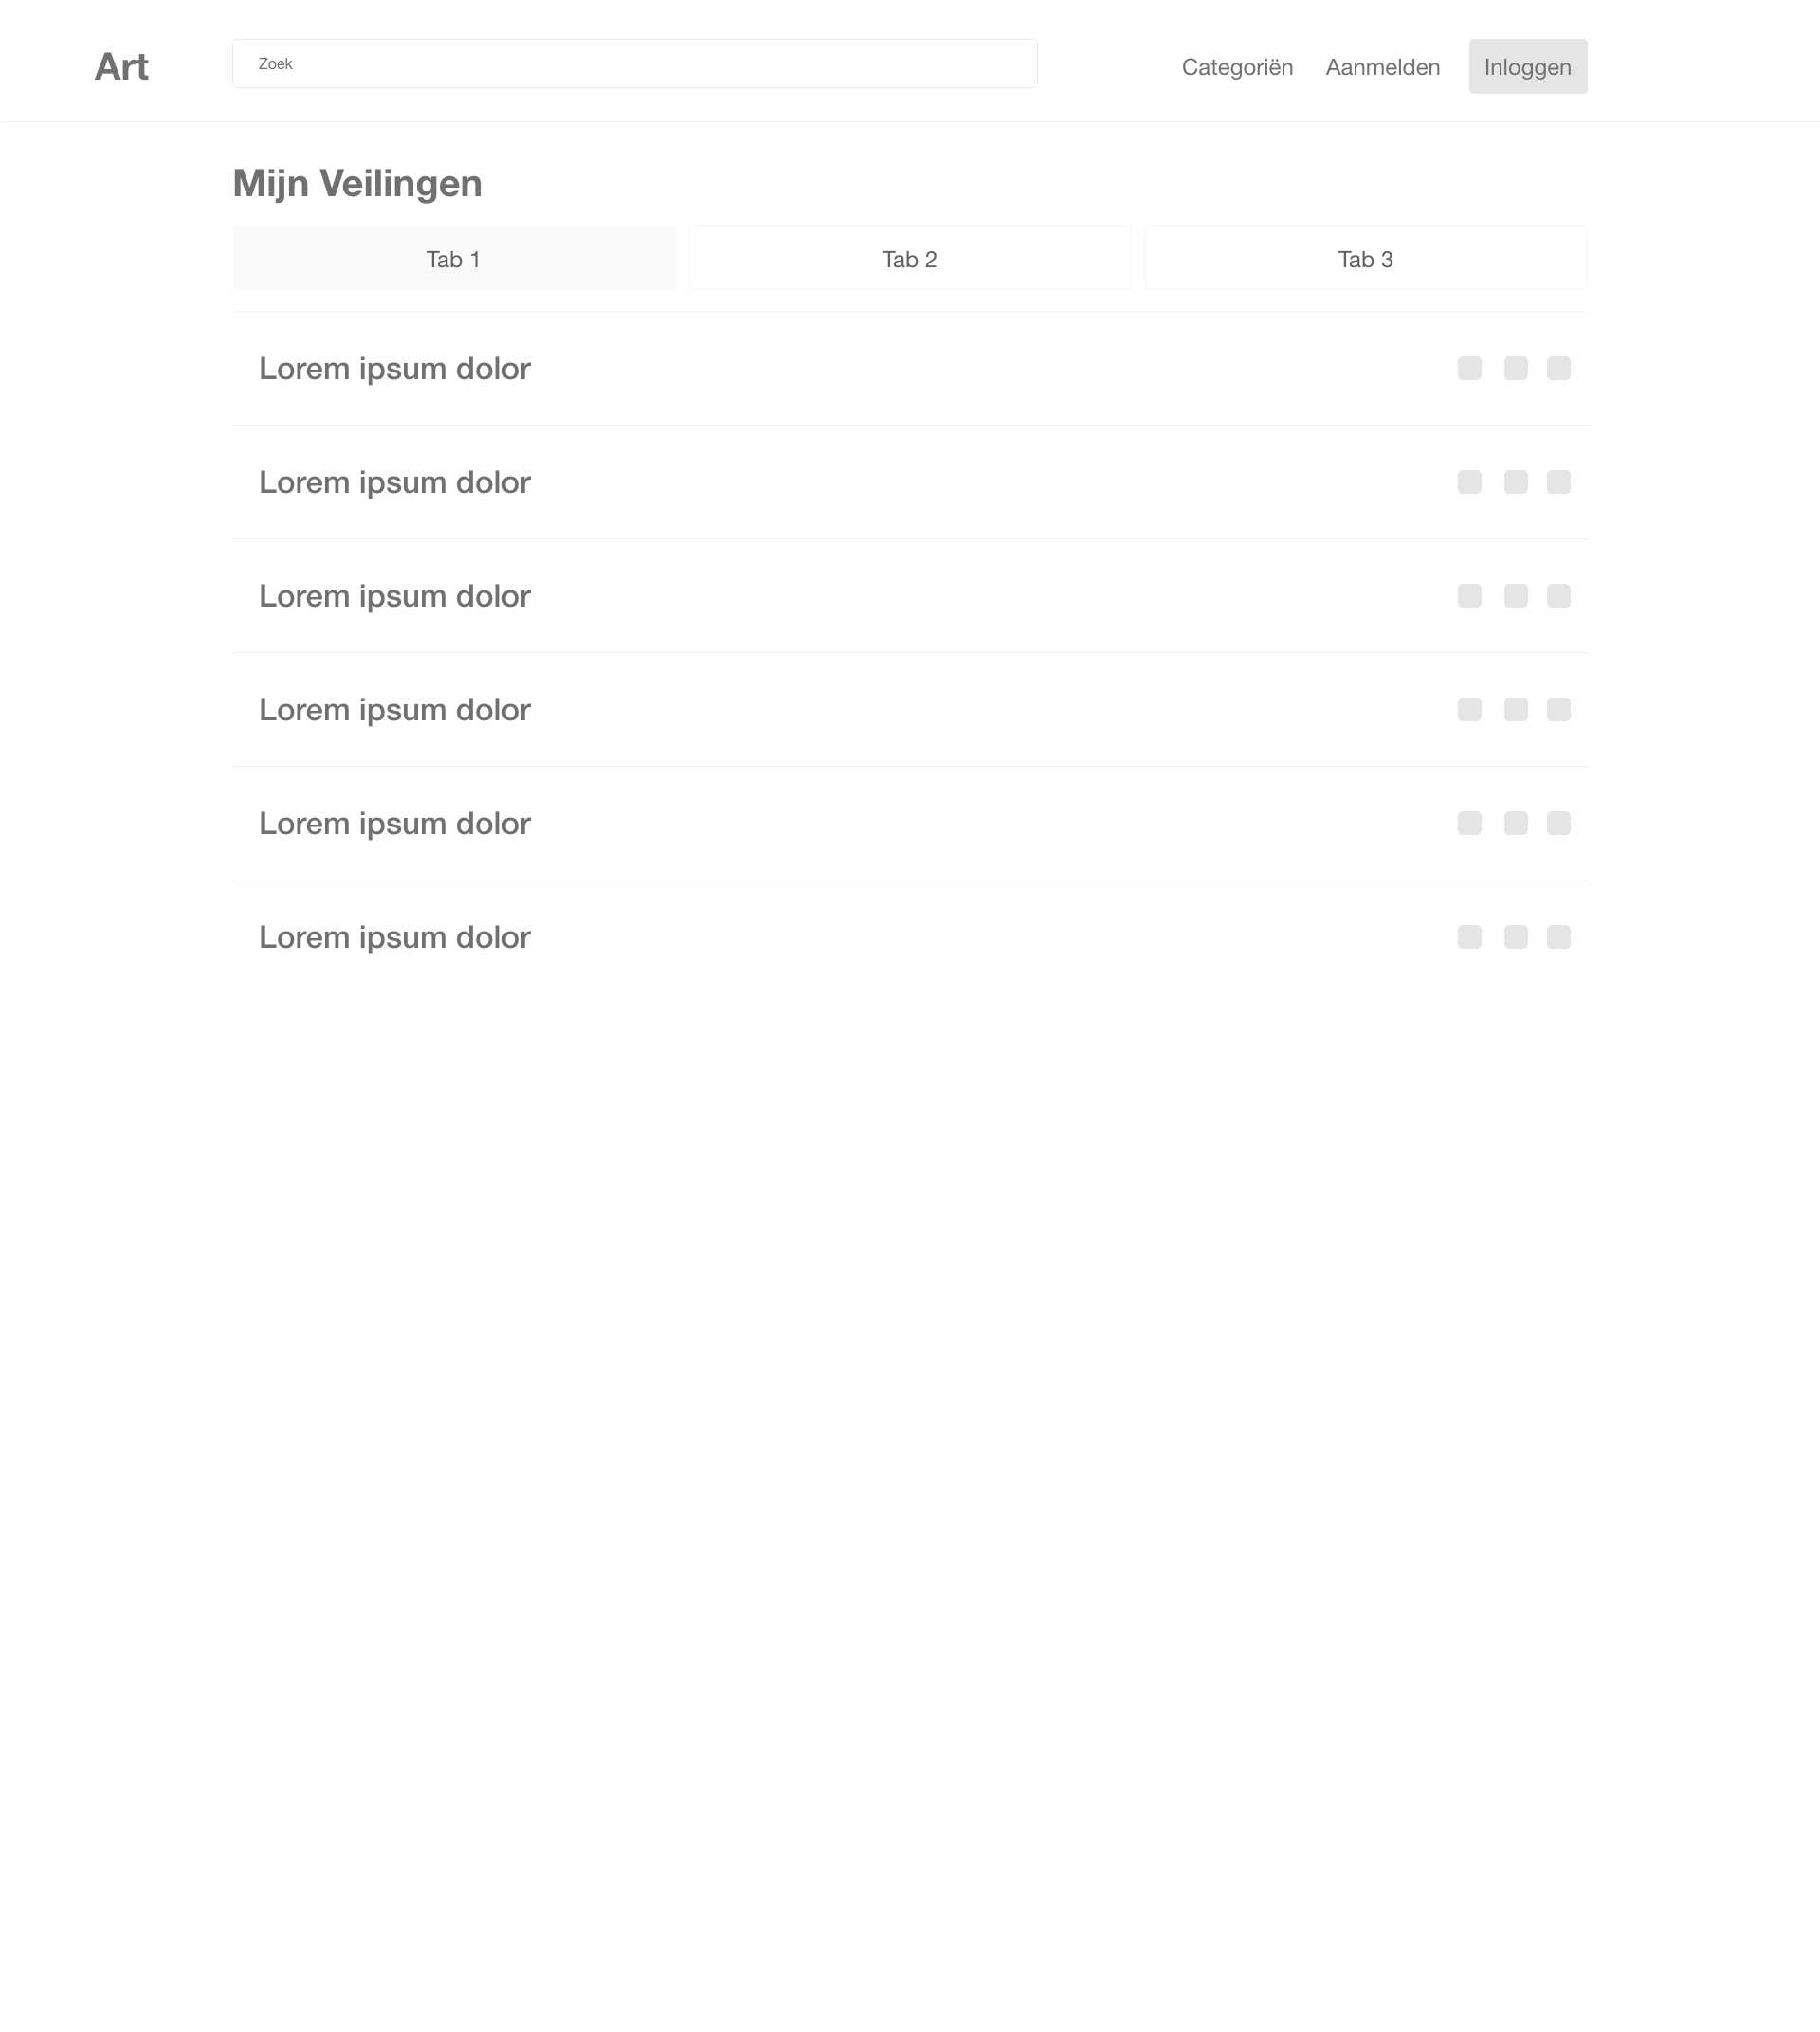 Art
Zoek
Categoriën
Aanmelden
Inloggen
Mijn Veilingen
Tab 1
Tab 2
Tab 3
Lorem ipsum dolor
Lorem ipsum dolor
Lorem ipsum dolor
Lorem ipsum dolor
Lorem ipsum dolor
Lorem ipsum dolor